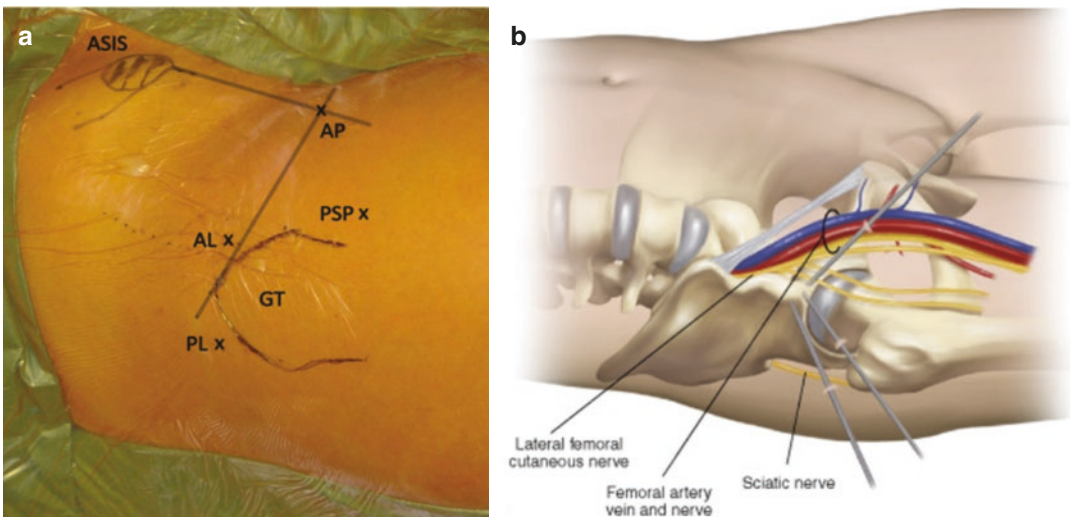 a
ASIS
AP
PSP x
AL x
GT
PL x
b
Lateral femoral
cutaneous nerve
Femoral artery
vein and nerve
Sciatic nerve